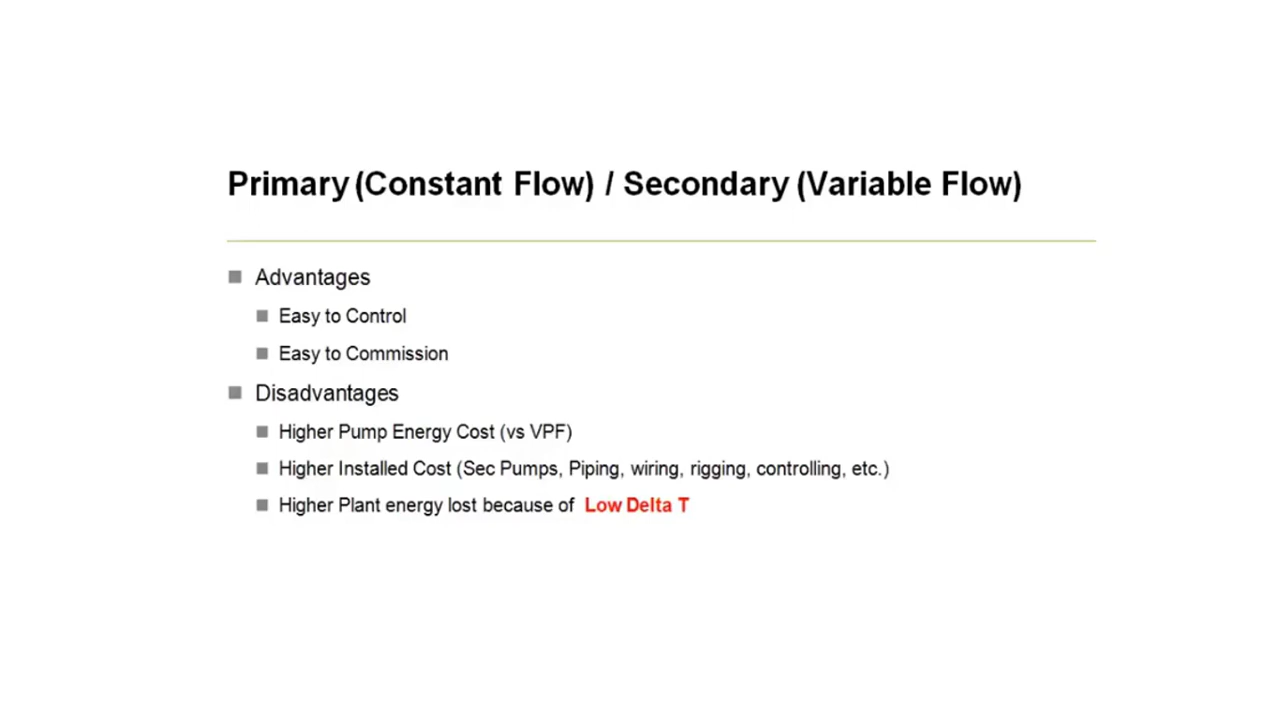 Primary (Constant Flow) / Secondary (Variable Flow)
Advantages
Easy to Control
Easy to Commission
Disadvantages
Higher Pump Energy Cost (vs VPF)
Higher Installed Cost (Sec Pumps, Piping, wiring, rigging, controlling, etc.)
Higher Plant energy lost because of Low Delta T